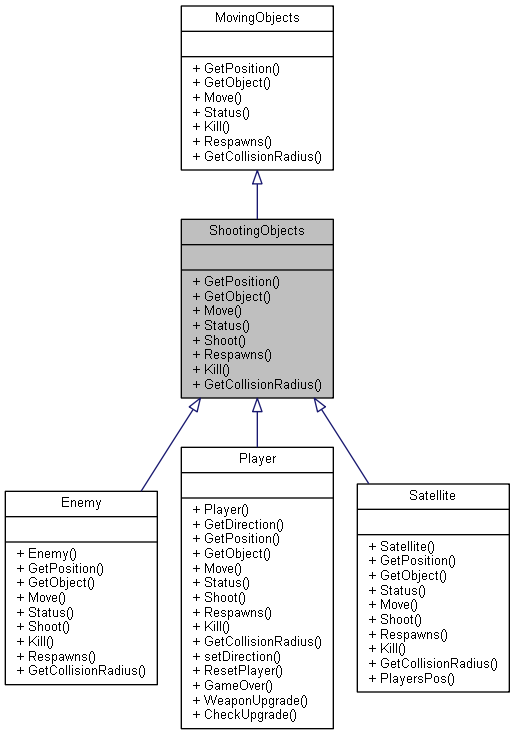 MovingObjects
+ GetPosition()
+ GetObject()
+ Move()
+ Status()
+ Kill()
+ Respawns()
+ GetCollisionRadius()
ShootingObjects
+ GetPosition()
+ GetObject()
+ Move()
+ Status()
+ Shoot()
+ Respawns()
+ Kill()
+ GetCollisionRadius()
Enemy
+ Enemy()
+ GetPosition()
+ GetObject()
+ Move()
+ Status()
+ Shoot()
+ Kill()
+ Respawns()
+ GetCollisionRadius()
Player
+ Player()
+ GetDirection()
+ GetPosition()
+ GetObject()
+ Move()
+ Status()
+ Shoot()
+ Respawns()
+ Kill()
+ GetCollisionRadius()
+ setDirection()
+ ResetPlayer()
+ GameOver()
+ WeaponUpgrade()
+ CheckUpgrade()
Satellite
+ Satellite()
+ GetPosition()
+ GetObject()
+ Status()
+ Move()
+ Shoot()
+ Respawns()
+ Kill()
+ GetCollisionRadius()
+ PlayersPos()